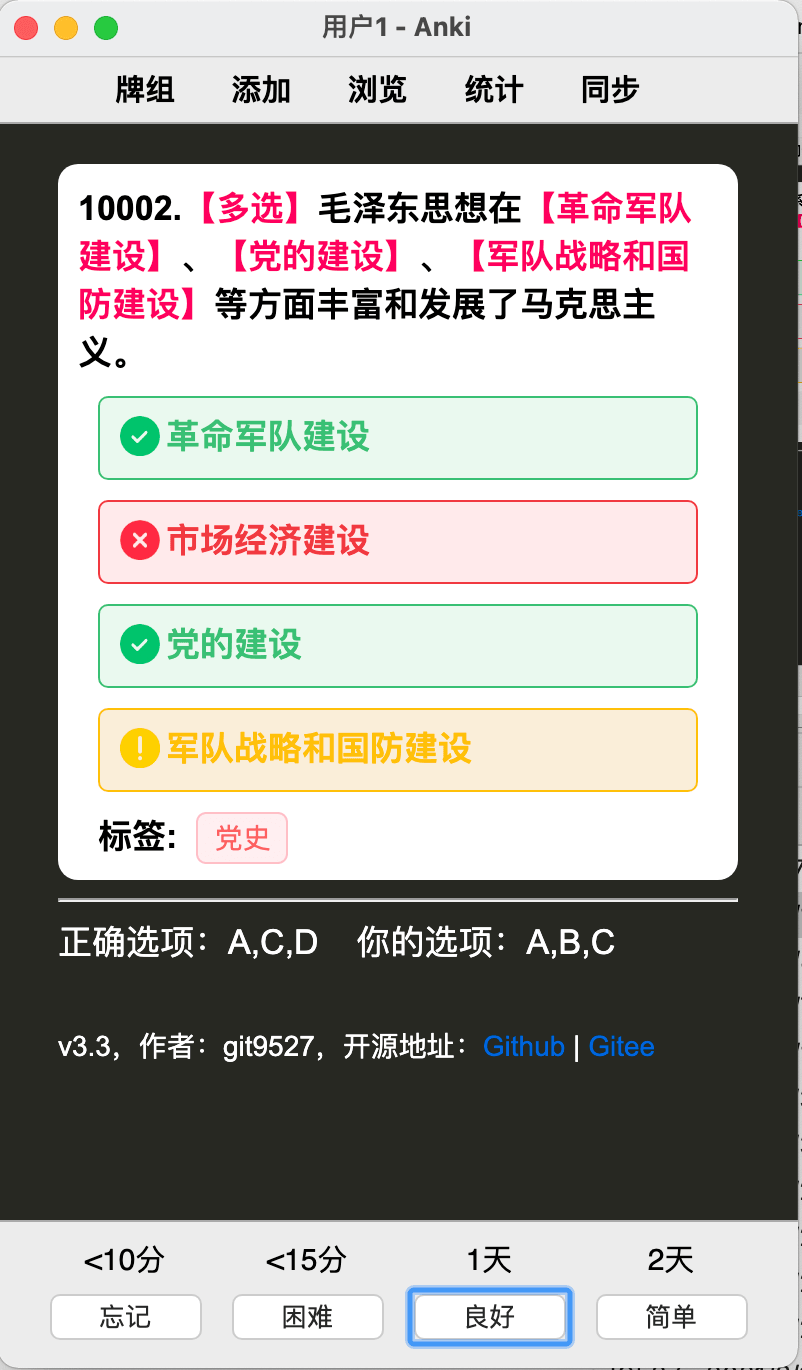 用户1 - Anki
牌组 添加 浏览 统计 同步
10002.【多选】毛泽东思想在【革命军队
建设】、【党的建设】、【军队战略和国
防建设】等方面丰富和发展了马克思主
义。
革命军队建设
市场经济建设
党的建设
军队战略和国防建设
标签: 党史
正确选项：A,C,D 你的选项：A,B,C
v3.3，作者：git9527，开源地址：Github | Gitee
<10分 <15分 1天 2天
忘记 困难 良好 简单